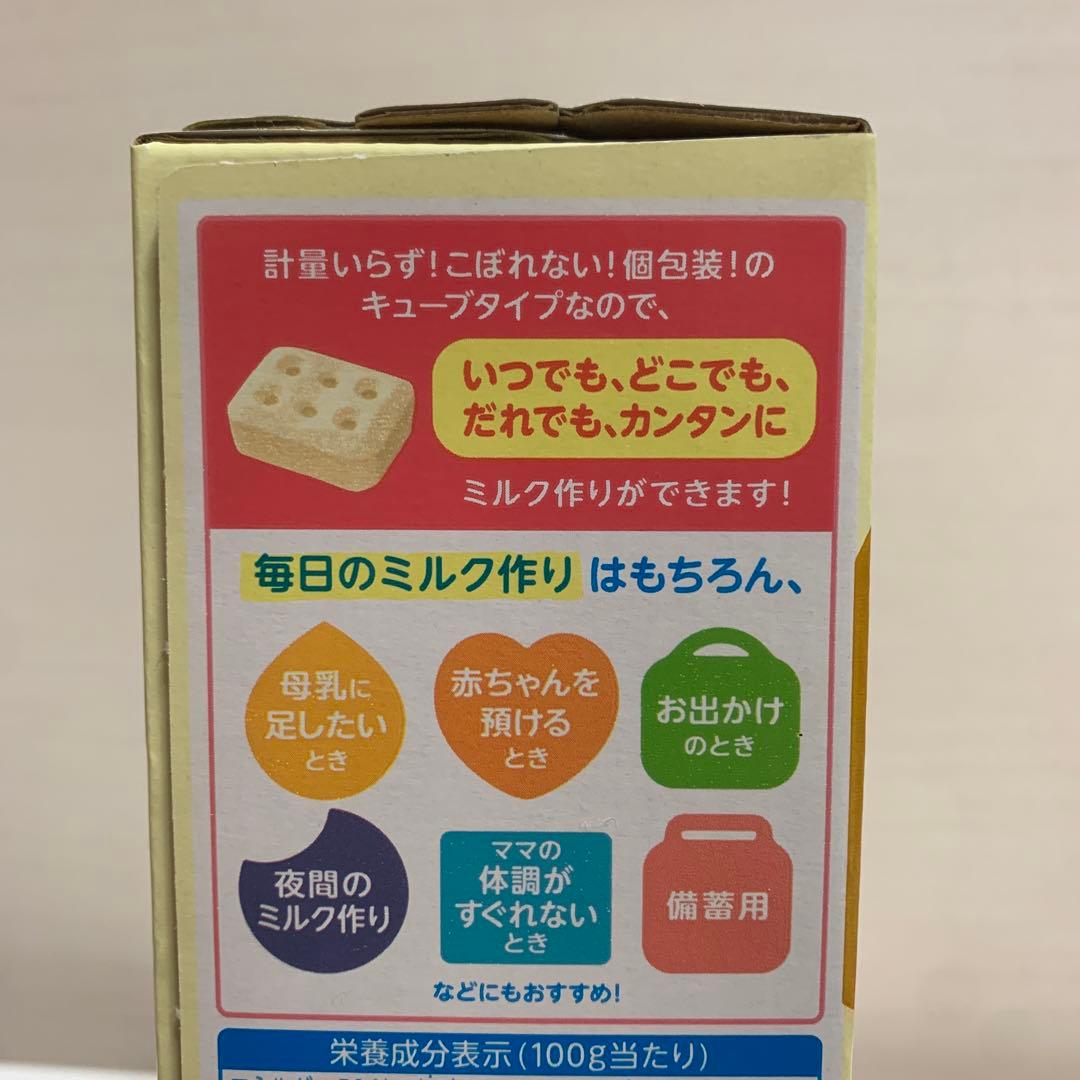 計量いらず!こぼれない!個包装!の
キューブタイプなので、
いつでも、どこでも、
だれでも、カンタンに
ミルク作りができます!
毎日のミルク作りはもちろん、
母乳に
足したい
とき
赤ちゃんを
預ける
とき
お出かけ
のとき
夜間の
ミルク作り
ママの
体調が
すぐれない
とき
備蓄用
などにもおすすめ!
栄養成分表示(100g当たり)